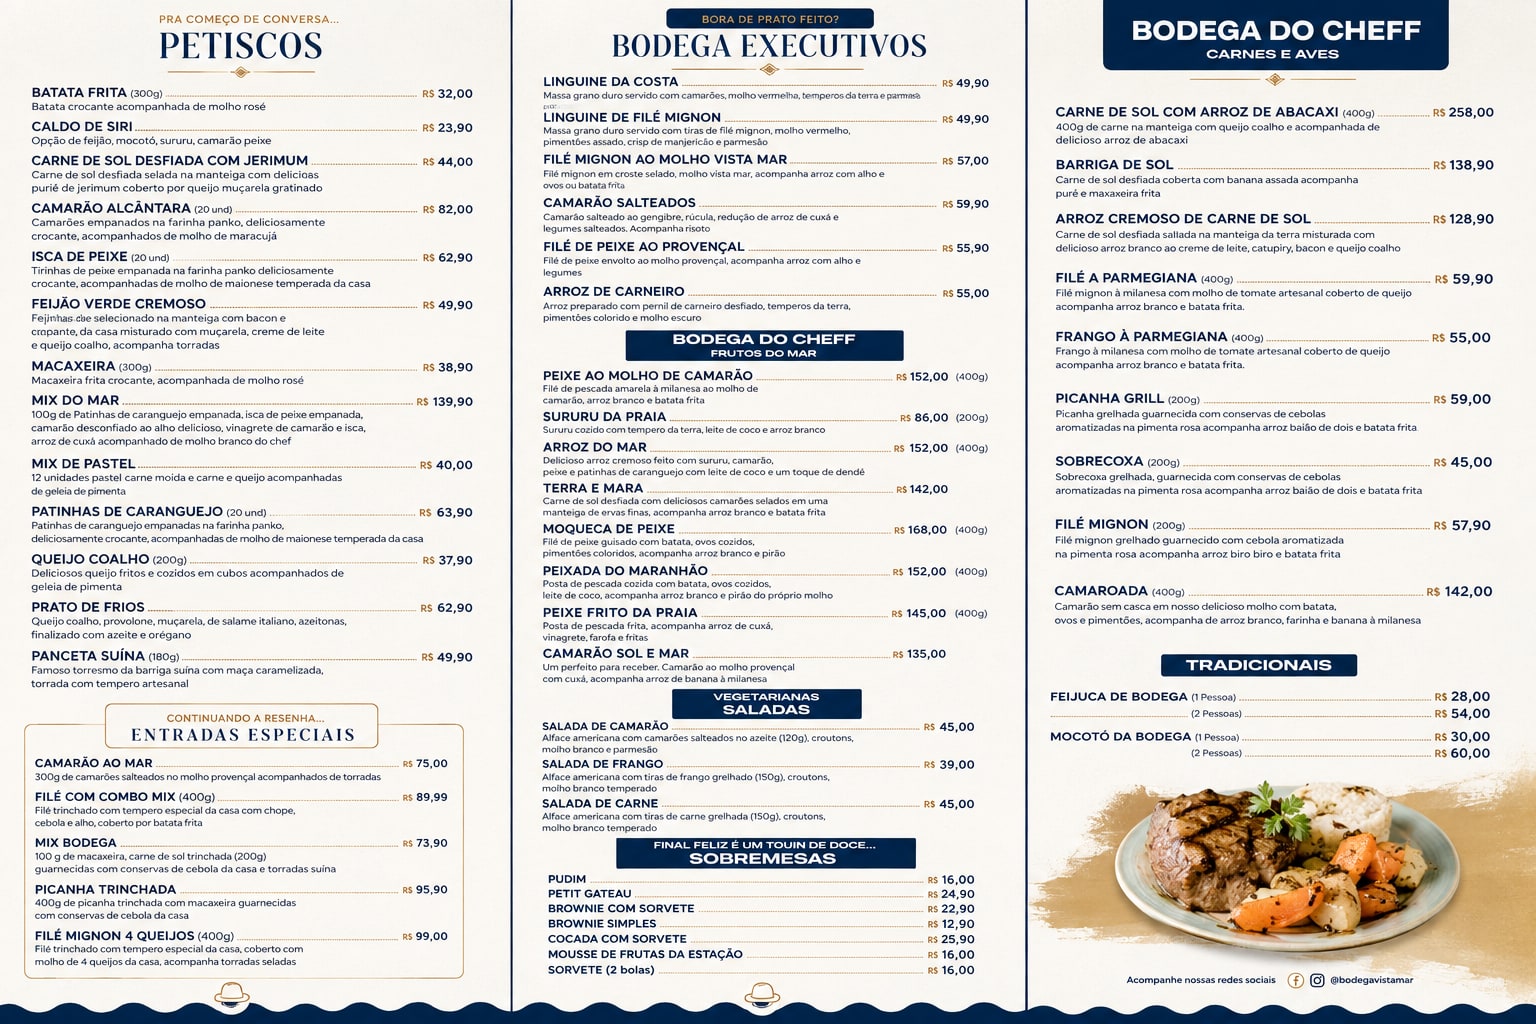 PRA COMEÇO DE CONVERSA...
PETISCOS
BATATA FRITA (300g) R$ 32,00
Batata crocante acompanhada de molho rosé
CALDO DE SIRI R$ 23,90
Opção de feijão, mocotó, sururu, camarão peixe
CARNE DE SOL DESFIADA COM JERIMUM R$ 44,00
Carne de sol desfiada selada na manteiga com delicioas
purié de jerimum coberto por queijo muçarela gratinado
CAMARÃO ALCÂNTARA (20 und) R$ 82,00
Camarões empanados na farinha panko, deliciosamente
crocante, acompanhados de molho de maracujá
ISCA DE PEIXE (20 und) R$ 62,90
Tirinhas de peixe empanada na farinha panko deliciosamente
crocante, acompanhadas de molho de maionese temperada da casa
FEIJÃO VERDE CREMOSO R$ 49,90
selecionado na manteiga com bacon e
da casa misturado com muçarela, creme de leite
e queijo coalho, acompanha torradas
MACAXEIRA (300g) R$ 38,90
Macaxeira frita crocante, acompanhada de molho rosé
MIX DO MAR R$ 139,90
100g de Patinhas de caranguejo empanada, isca de peixe empanada,
camarão desconfiado ao alho delicioso, vinagrete de camarão e isca,
arroz de cuxá acompanhado de molho branco do chef
MIX DE PASTEL R$ 40,00
12 unidades pastel carne moida e carne e queijo acompanhadas
de geleia de pimenta
PATINHAS DE CARANGUEJO (20 und) R$ 63,90
Patinhas de caranguejo empanadas na farinha panko,
deliciosamente crocante, acompanhadas de molho de maionese temperada da casa
QUEIJO COALHO (200g) R$ 37,90
Deliciosos queijo fritos e cozidos em cubos acompanhados de
geleia de pimenta
PRATO DE FRIOS R$ 62,90
Queijo coalho, provolone, muçarela, de salame italiano, azeitonas,
finalizado com azeite e orégano
PANCETA SUÍNA (180g) R$ 49,90
Famoso torresmo da barriga suína com maça caramelizada,
torrada com tempero artesanal
CONTINUANDO A RESENHA...
ENTRADAS ESPECIAIS
CAMARÃO AO MAR R$ 75,00
300g de camarões salteados no molho provençal acompanhados de torradas
FILÉ COM COMBO MIX (400g) R$ 89,99
Filé trinchado com tempero especial da casa com chope,
cebola e alho, coberto por batata frita
MIX BODEGA R$ 73,90
100 g de macaxeira, carne de sol trinchada (200g)
guarnecidas com conservas de cebola da casa e torradas suína
PICANHA TRINCHADA R$ 95,90
400g de picanha trinchada com macaxeira guarnecidas
com conservas de cebola da casa
FILÉ MIGNON 4 QUEIJOS (400g) R$ 99,00
Filé trinchado com tempero especial da casa, coberto com
molho de 4 queijos da casa, acompanha torradas seladas
BORA DE PRATO FEITO?
BODEGA EXECUTIVOS
LINGUINE DA COSTA R$ 49,90
Massa grano duro servido com camarões, molho vermelha, temperos da terra e
LINGUINE DE FILÉ MIGNON R$ 49,90
Massa grano duro servido com tiras de filé mignon, molho vermelho,
pimentões assado, crisp de manjericão e parmesão
FILÉ MIGNON AO MOLHO VISTA MAR R$ 57,00
Filé mignon em croste selado, molho vista mar, acompanha arroz com alho e
ovos ou batata frita
CAMARÃO SALTEADOS R$ 59,90
Camarão salteado ao gengibre, rúcula, redução de arroz de cuxá e
legumes salteados. Acompanha risoto
FILÉ DE PEIXE AO PROVENÇAL R$ 55,90
Filé de peixe envolto ao molho provençal, acompanha arroz com alho e
legumes
ARROZ DE CARNEIRO R$ 55,00
Arroz preparado com pernil de carneiro desfiado, temperos da terra,
pimentões colorido e molho escuro
BODEGA DO CHEFF
FRUTOS DO MAR
PEIXE AO MOLHO DE CAMARÃO R$ 152,00 (400g)
Filé de pescada amarela à milanesa ao molho de
camarão, arroz branco e batata frita
SURURU DA PRAIA R$ 86,00 (200g)
Sururu cozido com tempero da terra, leite de coco e arroz branco
ARROZ DO MAR R$ 152,00 (400g)
Delicioso arroz cremoso feito com sururu, camarão,
peixe e patinhas de caranguejo com leite de coco e um toque de dendé
TERRA E MARA R$ 142,00
Carne de sol desfiada com deliciosos camarões selados em uma
manteiga de ervas finas, acompanha arroz branco e batata frita
MOQUECA DE PEIXE R$ 168,00 (400g)
Filé de peixe guisado com batata, ovos cozidos,
pimentões coloridos, acompanha arroz branco e pirão
PEIXADA DO MARANHÃO R$ 152,00 (400g)
Posta de pescada cozida com batata, ovos cozidos,
leite de coco, acompanha arroz branco e pirão do próprio molho
PEIXE FRITO DA PRAIA R$ 145,00 (400g)
Posta de pescada frita, acompanha arroz de cuxá,
vinagrete, farofa e fritas
CAMARÃO SOL E MAR R$ 135,00
Um perfeito para receber. Camarão ao molho provençal
com cuxá, acompanha arroz de banana à milanesa
VEGETARIANAS
SALADAS
SALADA DE CAMARÃO R$ 45,00
Alface americana com camarões salteados no azeite (120g), croutons,
molho branco e parmesão
SALADA DE FRANGO R$ 39,00
Alface americana com tiras de frango grelhado (150g), croutons,
molho branco temperado
SALADA DE CARNE R$ 45,00
Alface americana com tiras de carne grelhada (150g), croutons,
molho branco temperado
FINAL FELIZ É UM TOUIN DE DOCE...
SOBREMESAS
PUDIM R$ 16,00
PETIT GATEAU R$ 24,90
BROWNIE COM SORVETE R$ 22,90
BROWNIE SIMPLES R$ 12,90
COCADA COM SORVETE R$ 25,90
MOUSSE DE FRUTAS DA ESTAÇÃO R$ 16,00
SORVETE (2 bolas) R$ 16,00
BODEGA DO CHEFF
CARNES E AVES
CARNE DE SOL COM ARROZ DE ABACAXI (400g) R$ 258,00
400g de carne na manteiga com queijo coalho e acompanhada de
delicioso arroz de abacaxi
BARRIGA DE SOL R$ 138,90
Carne de sol desfiada coberta com banana assada acompanha
puré e maxaxeira frita
ARROZ CREMOSO DE CARNE DE SOL R$ 128,90
Carne de sol desfiada sallada na manteiga da terra misturada com
delicioso arroz branco ao creme de leite, catupiry, bacon e queijo coalho
FILÉ A PARMEGIANA (400g) R$ 59,90
Filé mignon à milanesa com molho de tomate artesanal coberto de queijo
acompanha arroz branco e batata frita.
FRANGO À PARMEGIANA (400g) R$ 55,00
Frango à milanesa com molho de tomate artesanal coberto de queijo
acompanha arroz branco e batata frita.
PICANHA GRILL (200g) R$ 59,00
Picanha grelhada guarnecida com conservas de cebolas
aromatizadas na pimenta rosa acompanha arroz baião de dois e batata frita
SOBRECOXA (200g) R$ 45,00
Sobrecoxa grelhada, guarnecida com conservas de cebolas
aromatizadas na pimenta rosa acompanha arroz baião de dois e batata frita
FILÉ MIGNON (200g) R$ 57,90
Filé mignon grelhado guarnecido com cebola aromatizada
na pimenta rosa acompanha arroz biro biro e batata frita
CAMAROADA (400g) R$ 142,00
Camarão sem casca em nosso delicioso molho com batata,
ovos e pimentões, acompanha de arroz branco, farinha e banana à milanesa
TRADICIONAIS
FEIJUCA DE BODEGA (1 Pessoa) R$ 28,00
(2 Pessoas) R$ 54,00
MOCOTÓ DA BODEGA (1 Pessoa) R$ 30,00
(2 Pessoas) R$ 60,00
Acompanhe nossas redes sociais @bodegavistamar